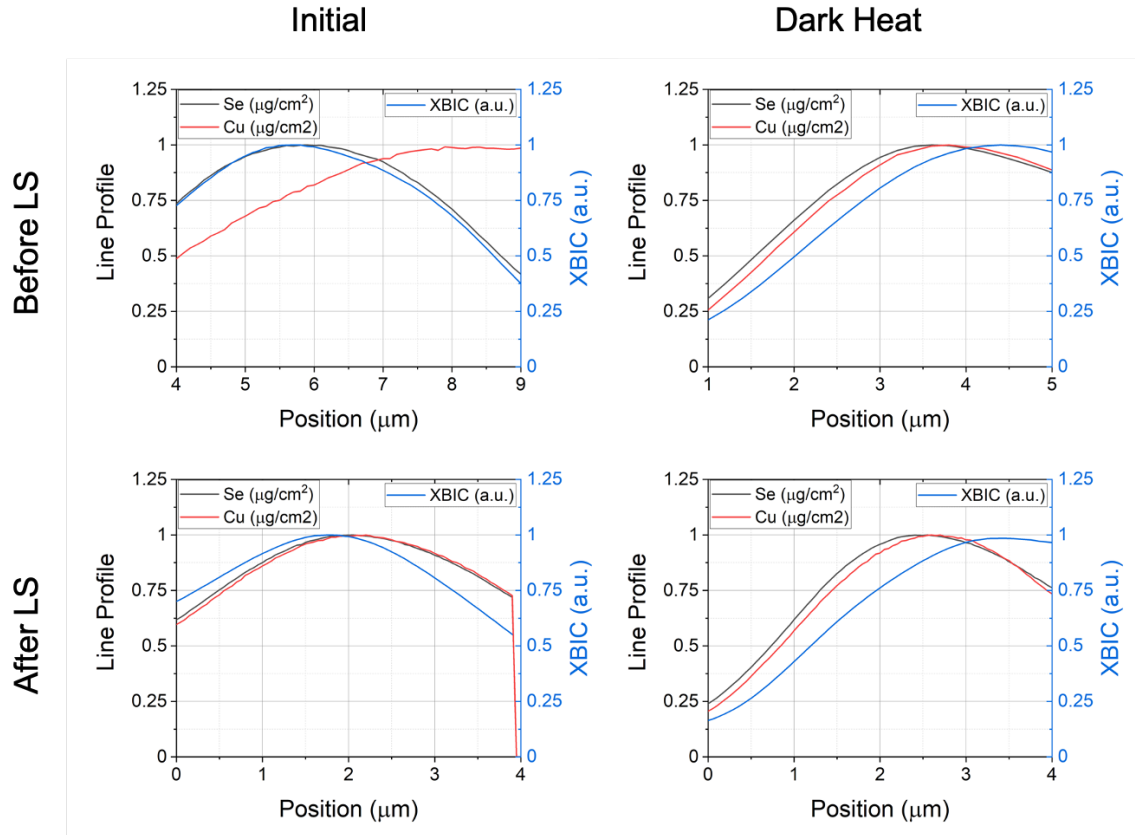 Initial
Dark Heat
Before LS
After LS
Se (μg/cm²)
Cu (μg/cm2)
XBIC (a.u.)
1.25
1
0.75
0.5
0.25
0
Line Profile
1.25
1
0.75
0.5
0.25
0
XBIC (a.u.)
4 5 6 7 8 9
Position (μm)
Se (μg/cm²)
Cu (μg/cm2)
XBIC (a.u.)
1.25
1
0.75
0.5
0.25
0
Line Profile
1.25
1
0.75
0.5
0.25
0
XBIC (a.u.)
1 2 3 4 5
Position (μm)
Se (μg/cm²)
Cu (μg/cm2)
XBIC (a.u.)
1.25
1
0.75
0.5
0.25
0
Line Profile
1.25
1
0.75
0.5
0.25
0
XBIC (a.u.)
0 1 2 3 4
Position (μm)
Se (μg/cm²)
Cu (μg/cm2)
XBIC (a.u.)
1.25
1
0.75
0.5
0.25
0
Line Profile
1.25
1
0.75
0.5
0.25
0
XBIC (a.u.)
0 1 2 3 4
Position (μm)